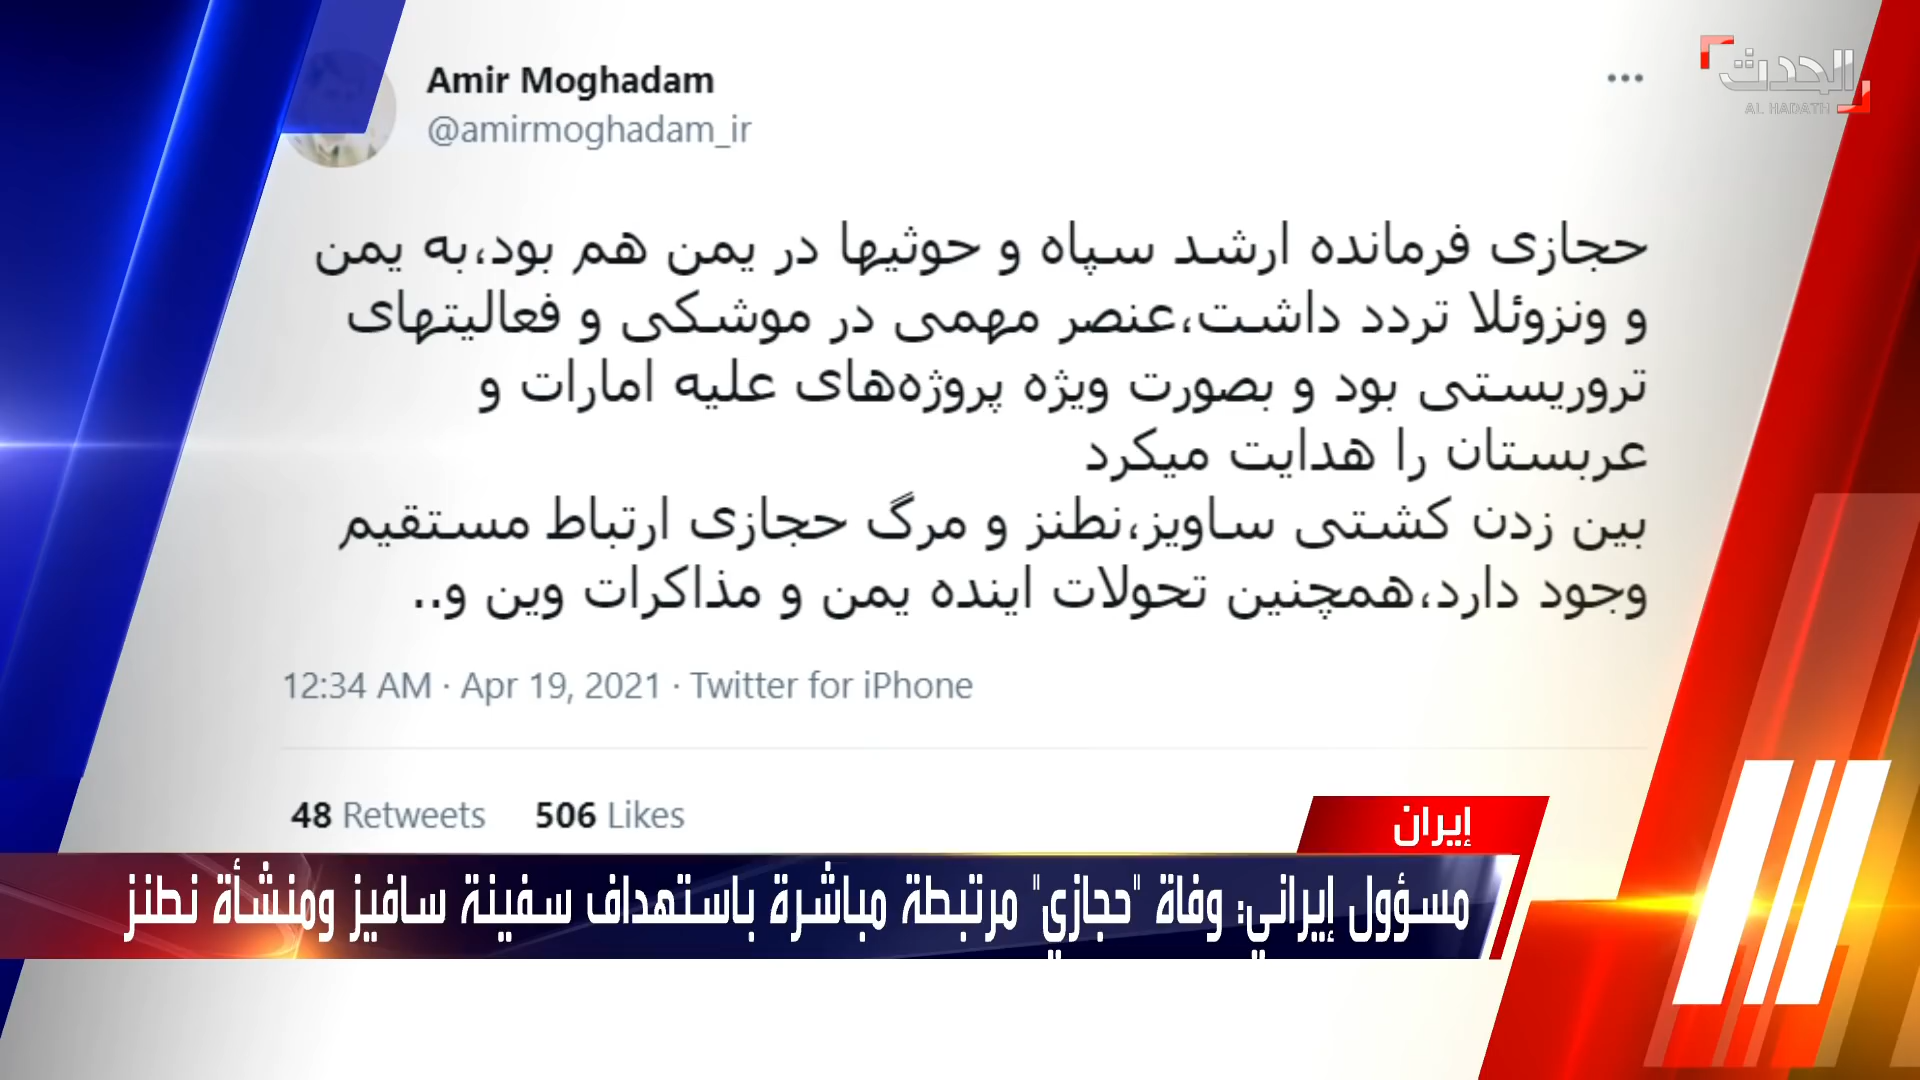 Amir Moghadam
@amirmoghadam_ir
الحدث
AL HADATH
حجازی فرمانده ارشد سپاه و حوثیها در یمن هم بود،به یمن
و ونزوئلا تردد داشت،عنصر مهمی در موشکی و فعالیتهای
تروریستی بود و بصورت ویژه پروژه‌های علیه امارات و
عربستان را هدایت میکرد
بین زدن کشتی ساویز،نطنز و مرگ حجازی ارتباط مستقیم
وجود دارد،همچنین تحولات اینده یمن و مذاکرات وین و..
12:34 AM · Apr 19, 2021 · Twitter for iPhone
48 Retweets 506 Likes
إيران
مسؤول إيراني: وفاة "حجازي" مرتبطة مباشرة باستهداف سفينة سافيز ومنشأة نطنز